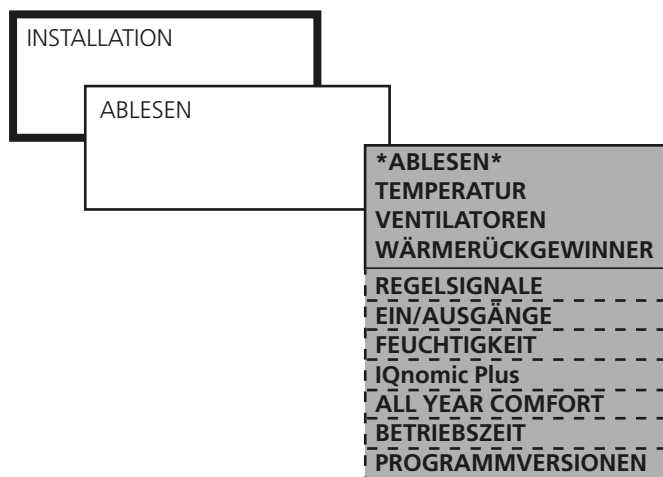 INSTALLATION
ABLESEN
*ABLESEN*
TEMPERATUR
VENTILATOREN
WÄRMERÜCKGEWINNER
REGELSIGNALE
EIN/AUSGÄNGE
FEUCHTIGKEIT
IQnomic Plus
ALL YEAR COMFORT
BETRIEBSZEIT
PROGRAMMVERSIONEN